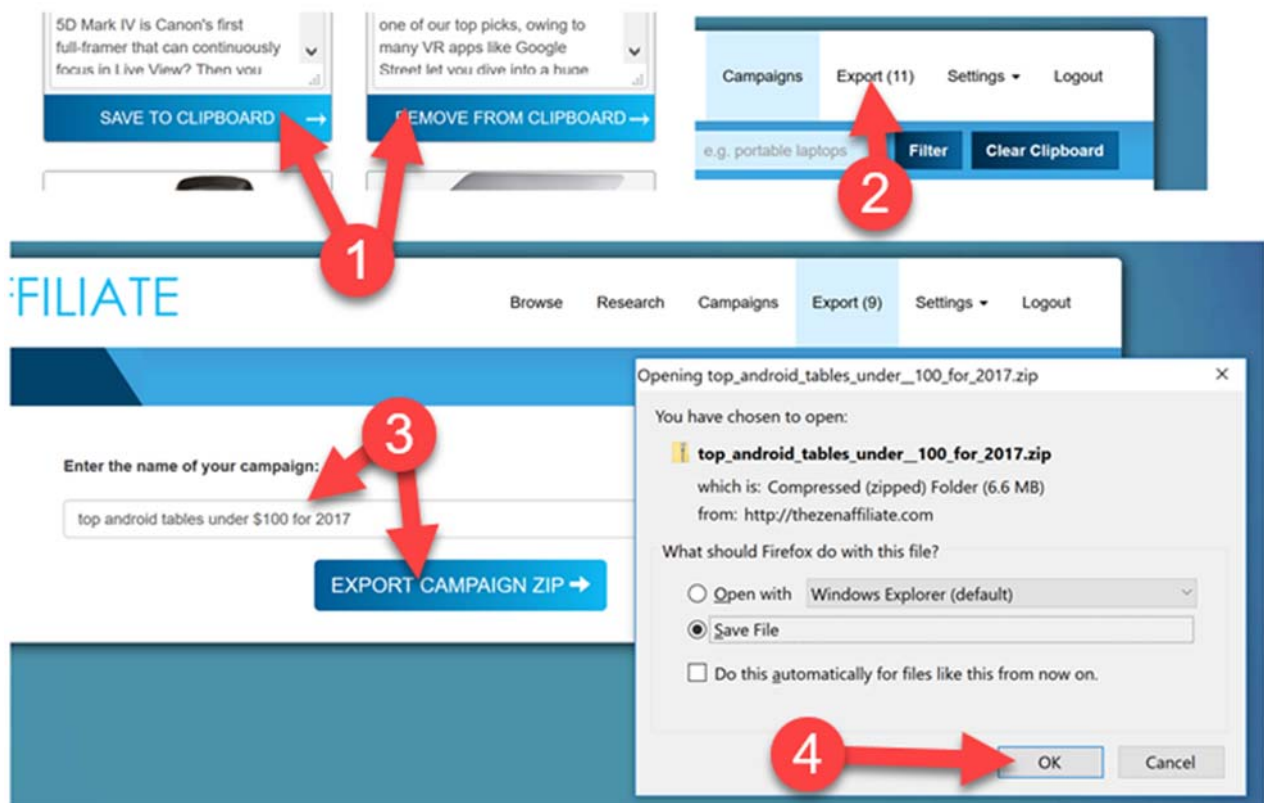 5D Mark IV is Canon's first
full-framer that can continuously
focus in Live View? Then you
SAVE TO CLIPBOARD →
one of our top picks, owing to
many VR apps like Google
Street let you dive into a huge
REMOVE FROM CLIPBOARD→
1
Campaigns Export (11) Settings Logout
e.g. portable laptops Filter Clear Clipboard
2
FFILIATE
Browse Research Campaigns Export (9) Settings Logout
3
Enter the name of your campaign:
top android tables under $100 for 2017
EXPORT CAMPAIGN ZIP →
Opening top_android_tables_under__100_for_2017.zip
You have chosen to open:
top_android_tables_under__100_for_2017.zip
which is: Compressed (zipped) Folder (6.6 MB)
from: http://thezenaffiliate.com
What should Firefox do with this file?
Open with Windows Explorer (default)
Save File
Do this automatically for files like this from now on.
4
OK Cancel